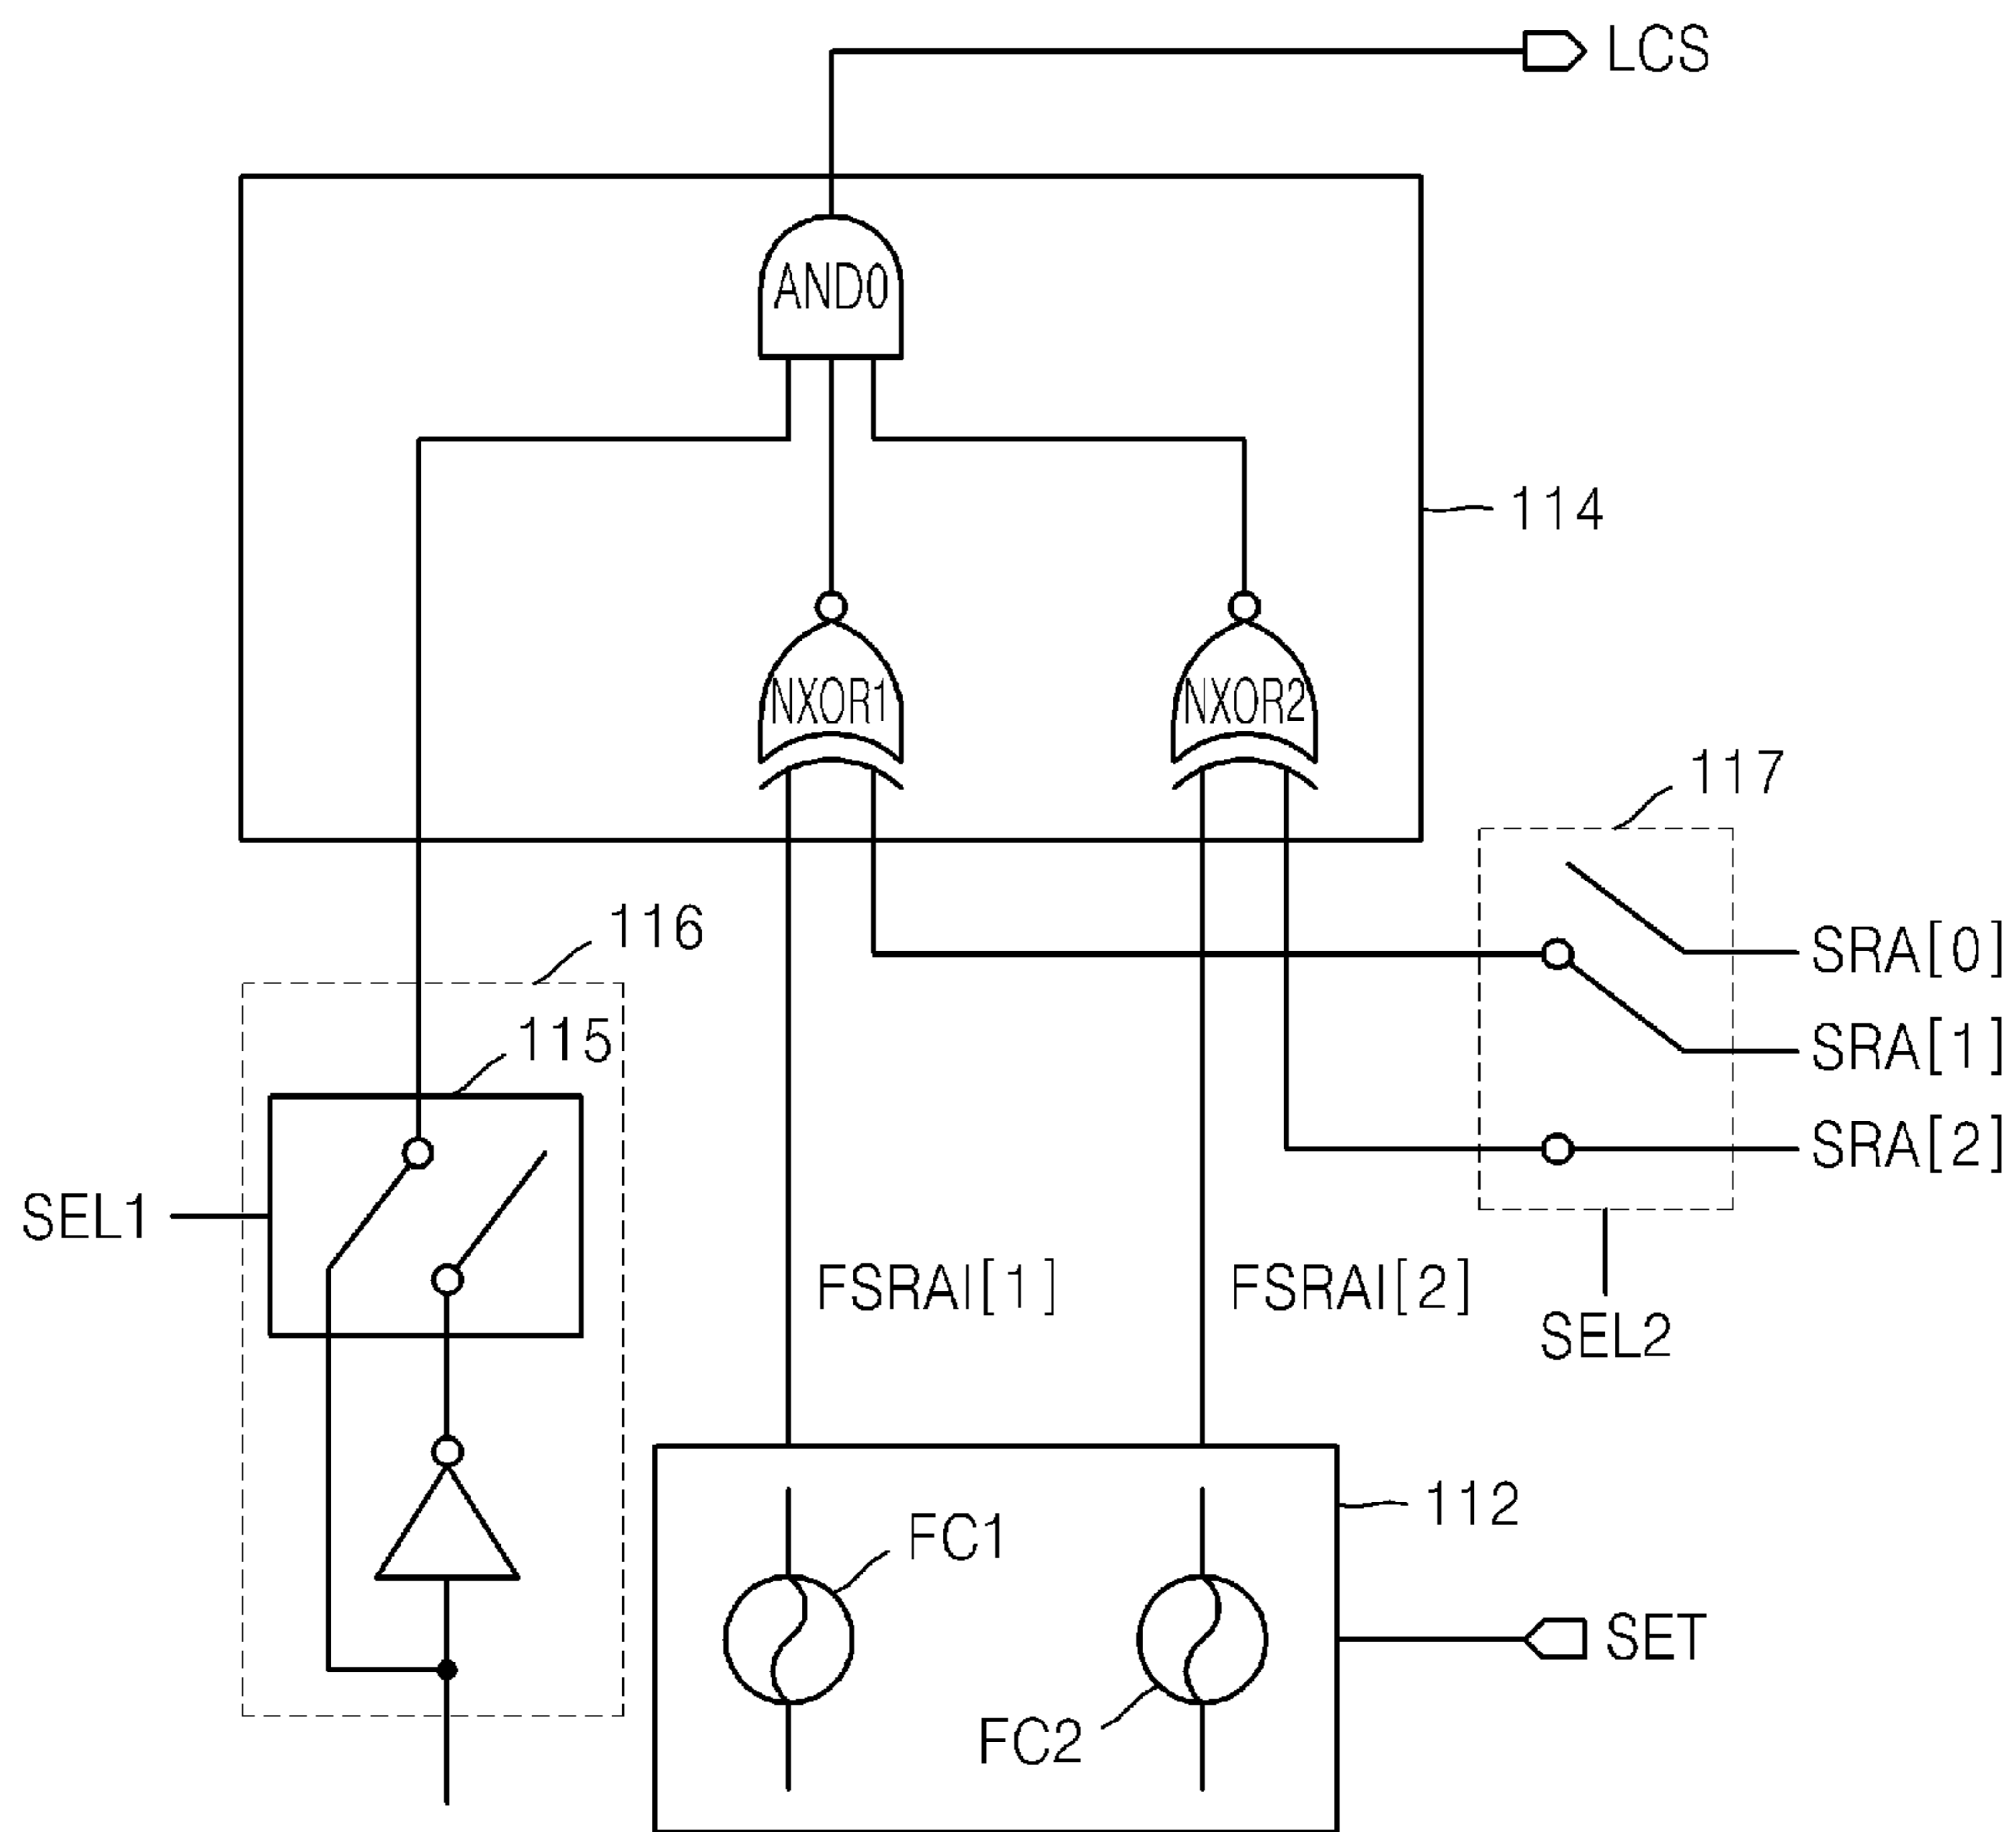 LCS
AND0
114
NXOR1
NXOR2
117
116
SRA[0]
115
SRA[1]
SRA[2]
SEL1
FSRAI[1]
FSRAI[2]
SEL2
112
FC1
SET
FC2